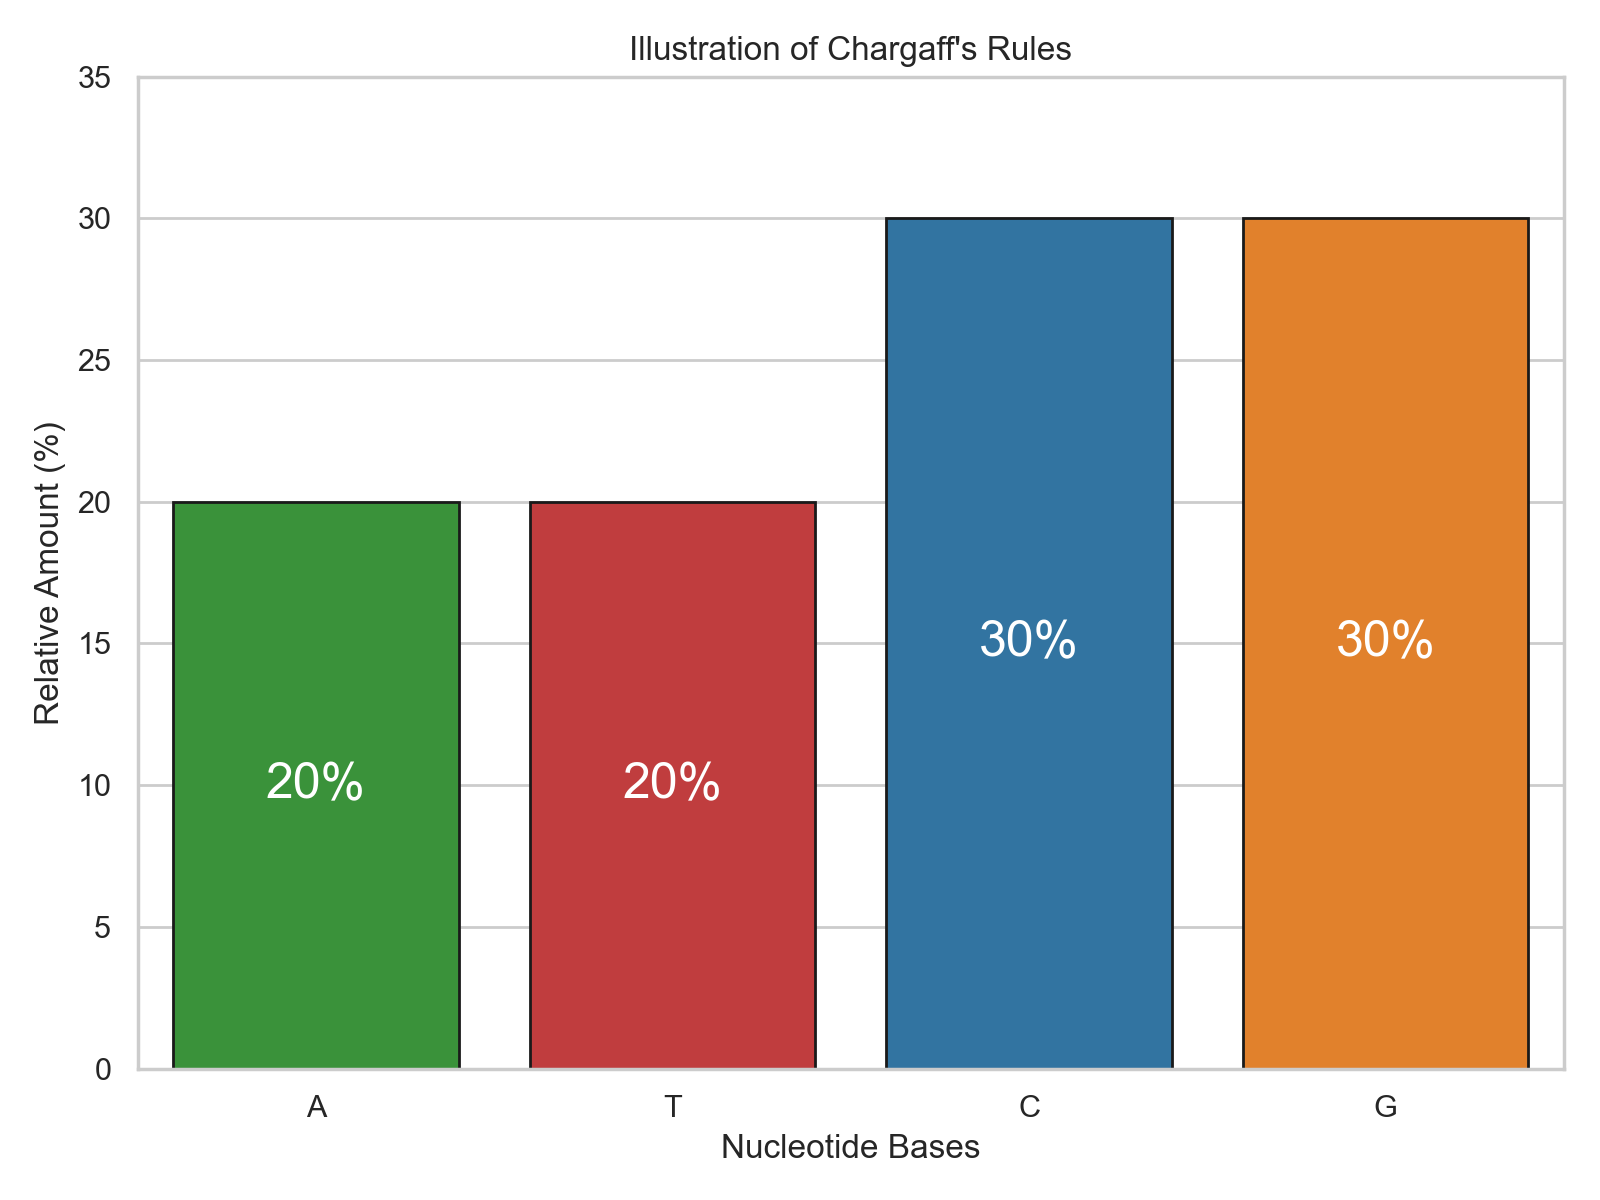 Illustration of Chargaff's Rules
35
30
25
20
15
10
5
0
Relative Amount (%)
20%
20%
30%
30%
A
T
C
G
Nucleotide Bases